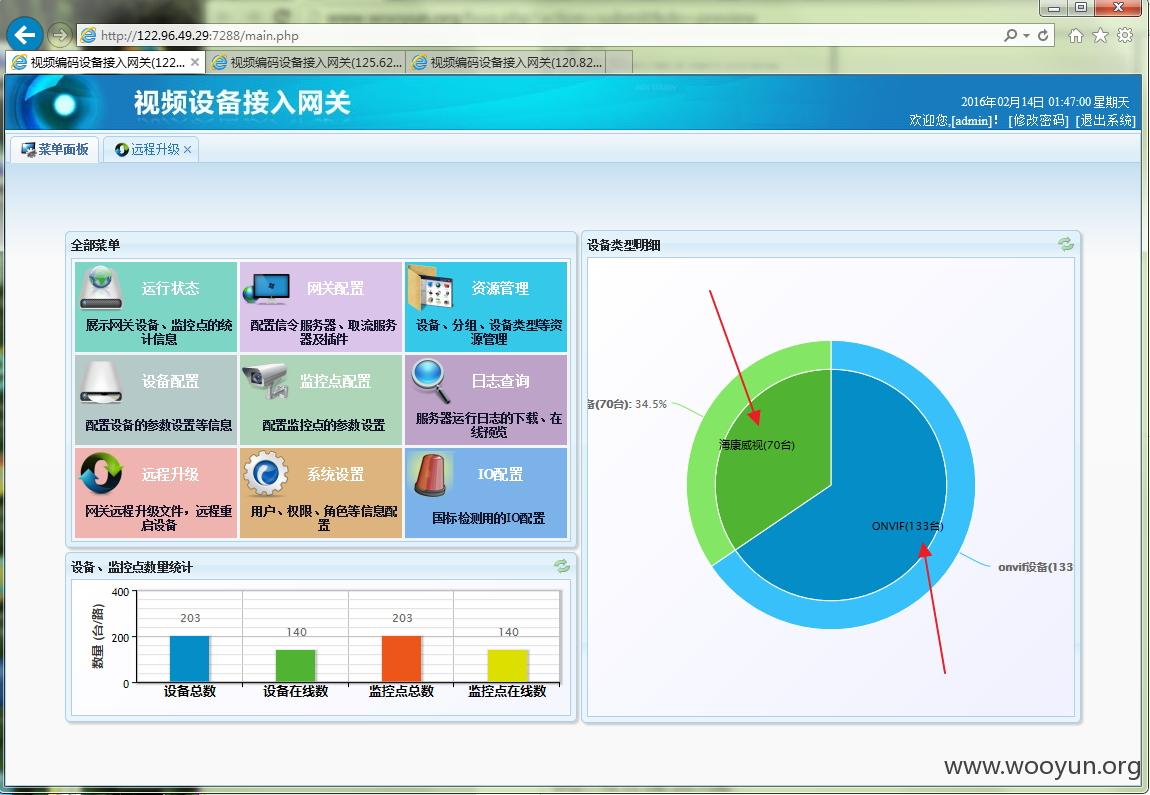 http://122.96.49.29:7288/main.php
视频编码设备接入网关(122...
视频编码设备接入网关(125.62...
视频编码设备接入网关(120.82...
视频设备接入网关
2016年02月14日 01:47:00 星期天
欢迎您,[admin]! [修改密码] [退出系统]
菜单面板
远程升级
全部菜单
运行状态
展示网关设备、监控点的统
计信息
网关配置
配置信令服务器、取流服务
器及插件
资源管理
设备、分组、设备类型等资
源管理
设备配置
配置设备的参数设置等信息
监控点配置
配置监控点的参数设置
日志查询
服务器运行日志的下载、在
线预览
远程升级
网关远程升级文件，远程重
启设备
系统设置
用户、权限、角色等信息配
置
IO配置
国标检测用的IO配置
设备、监控点数量统计
数量 (台/路)
400
200
0
203
140
203
140
设备总数
设备在线数
监控点总数
监控点在线数
设备类型明细
备(70台): 34.5%
海康威视(70台)
ONVIF(133台)
onvif设备(133
www.wooyun.org